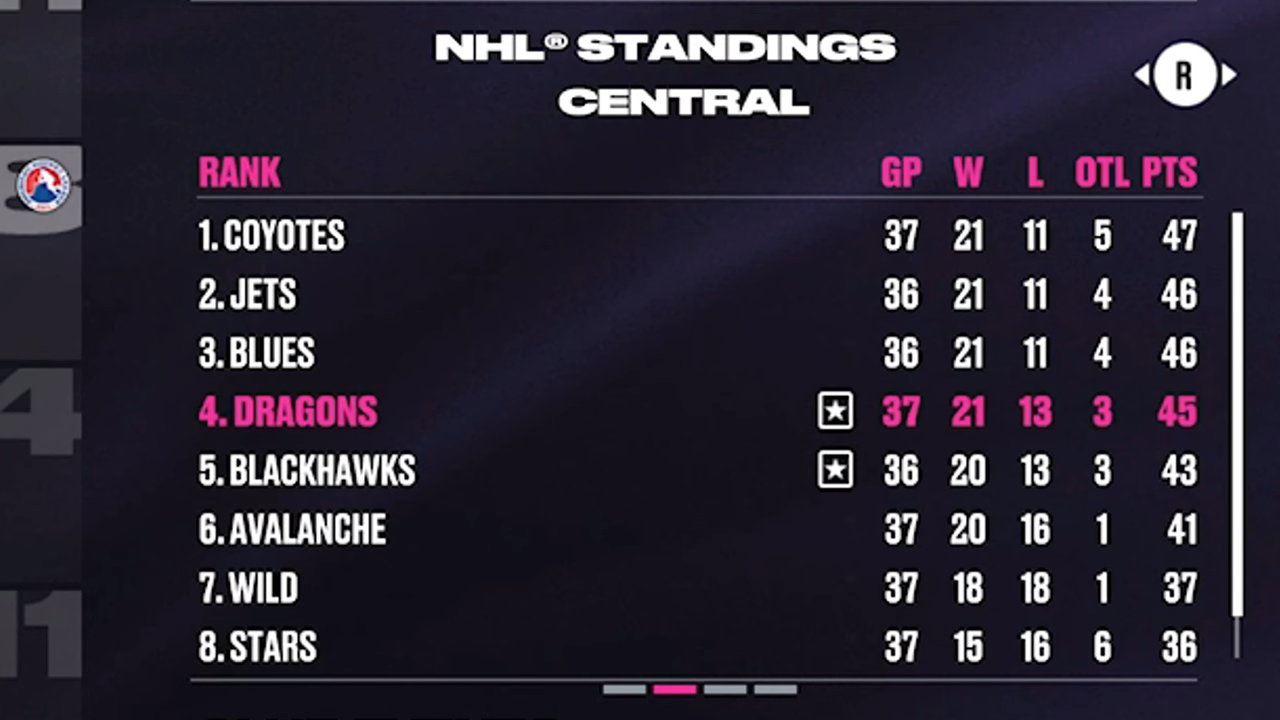 NHL® STANDINGS
CENTRAL
R
RANK GP W L OTL PTS
1. COYOTES 37 21 11 5 47
2. JETS 36 21 11 4 46
3. BLUES 36 21 11 4 46
4. DRAGONS 37 21 13 3 45
5. BLACKHAWKS 36 20 13 3 43
6. AVALANCHE 37 20 16 1 41
7. WILD 37 18 18 1 37
8. STARS 37 15 16 6 36
4
11